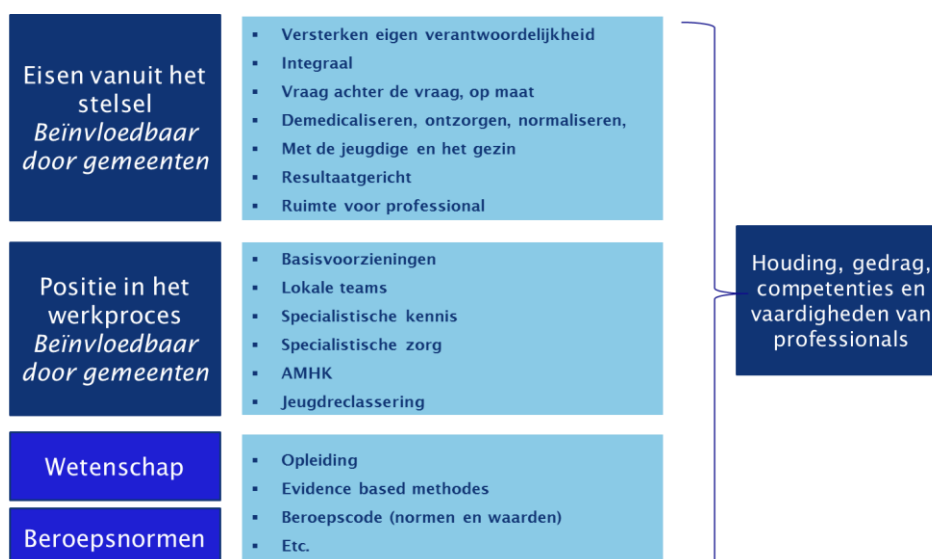 Eisen vanuit het
stelsel
Beïnvloedbaar
door gemeenten
Versterken eigen verantwoordelijkheid
Integraal
Vraag achter de vraag, op maat
Demedicaliseren, ontzorgen, normaliseren,
Met de jeugdige en het gezin
Resultaatgericht
Ruimte voor professional
Positie in het
werkproces
Beïnvloedbaar
door gemeenten
Basisvoorzieningen
Lokale teams
Specialistische kennis
Specialistische zorg
AMHK
Jeugdreclassering
Wetenschap
Beroepsnormen
Opleiding
Evidence based methodes
Beroepscode (normen en waarden)
Etc.
Houding, gedrag,
competenties en
vaardigheden van
professionals